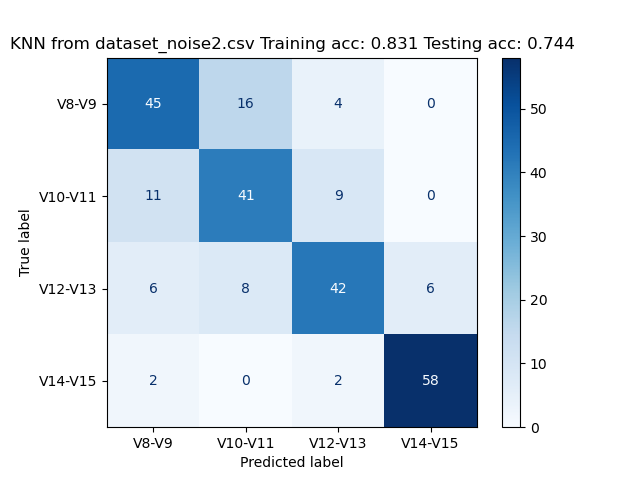 KNN from dataset_noise2.csv Training acc: 0.831 Testing acc: 0.744
V8-V9 45 16 4 0
V10-V11 11 41 9 0
V12-V13 6 8 42 6
V14-V15 2 0 2 58
V8-V9 V10-V11 V12-V13 V14-V15
Predicted label
True label
50
40
30
20
10
0